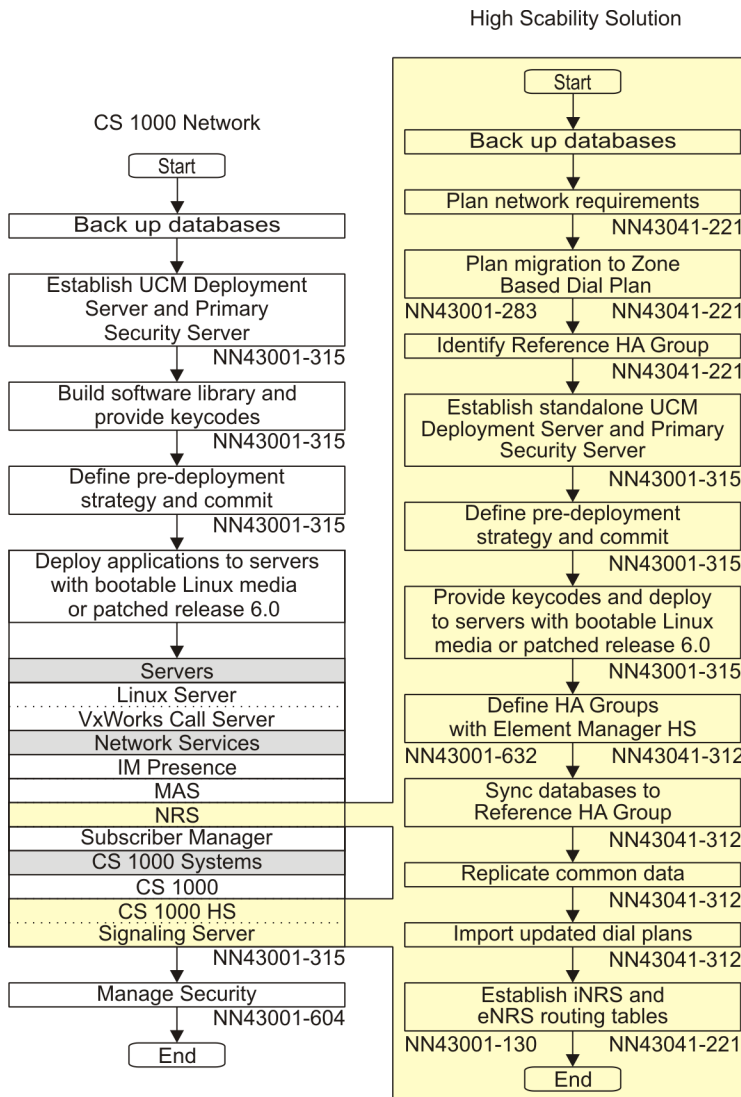 High Scability Solution
CS 1000 Network
Start
Back up databases
Establish UCM Deployment
Server and Primary
Security Server
NN43001-315
Build software library and
provide keycodes
NN43001-315
Define pre-deployment
strategy and commit
NN43001-315
Deploy applications to servers
with bootable Linux media
or patched release 6.0
Servers
Linux Server
VxWorks Call Server
Network Services
IM Presence
MAS
NRS
Subscriber Manager
CS 1000 Systems
CS 1000
CS 1000 HS
Signaling Server
NN43001-315
Manage Security
NN43001-604
End
Start
Back up databases
Plan network requirements
NN43041-221
Plan migration to Zone
Based Dial Plan
NN43001-283 NN43041-221
Identify Reference HA Group
NN43041-221
Establish standalone UCM
Deployment Server and Primary
Security Server
NN43001-315
Define pre-deployment
strategy and commit
NN43001-315
Provide keycodes and deploy
to servers with bootable Linux
media or patched release 6.0
NN43001-315
Define HA Groups
with Element Manager HS
NN43001-632 NN43041-312
Sync databases to
Reference HA Group
NN43041-312
Replicate common data
NN43041-312
Import updated dial plans
NN43041-312
Establish iNRS and
eNRS routing tables
NN43001-130 NN43041-221
End